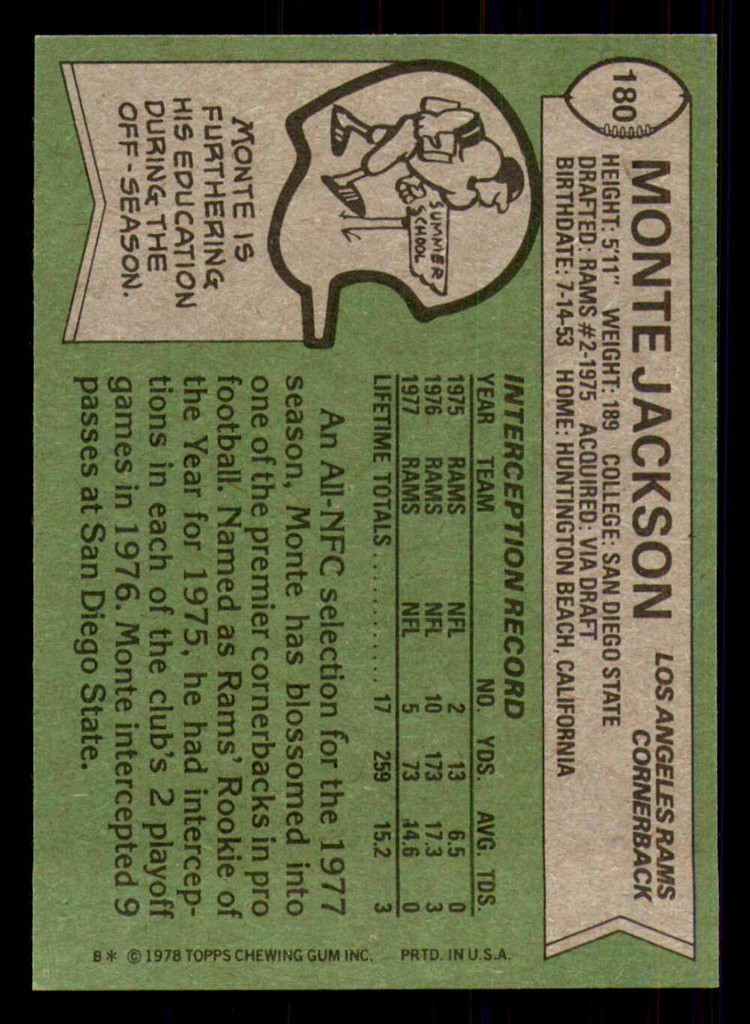 180
MONTE JACKSON
LOS ANGELES RAMS
CORNERBACK
HEIGHT: 5'11" WEIGHT: 189 COLLEGE: SAN DIEGO STATE
DRAFTED: RAMS #2-1975 ACQUIRED: VIA DRAFT
BIRTHDATE: 7-14-53 HOME: HUNTINGTON BEACH, CALIFORNIA
SUMMER
SCHOOL
MONTE IS
FURTHERING
HIS EDUCATION
DURING THE
OFF-SEASON.
INTERCEPTION RECORD
YEAR TEAM NO. YDS. AVG. TDS.
1975 RAMS NFL 2 13 6.5 0
1976 RAMS NFL 10 173 17.3 3
1977 RAMS NFL 5 73 14.6 0
LIFETIME TOTALS ............ 17 259 15.2 3
An All-NFC selection for the 1977
season, Monte has blossomed into
one of the premier cornerbacks in pro
football. Named as Rams' Rookie of
the Year for 1975, he had intercep-
tions in each of the club's 2 playoff
games in 1976. Monte intercepted 9
passes at San Diego State.
B* © 1978 TOPPS CHEWING GUM INC. PRTD. IN U.S.A.